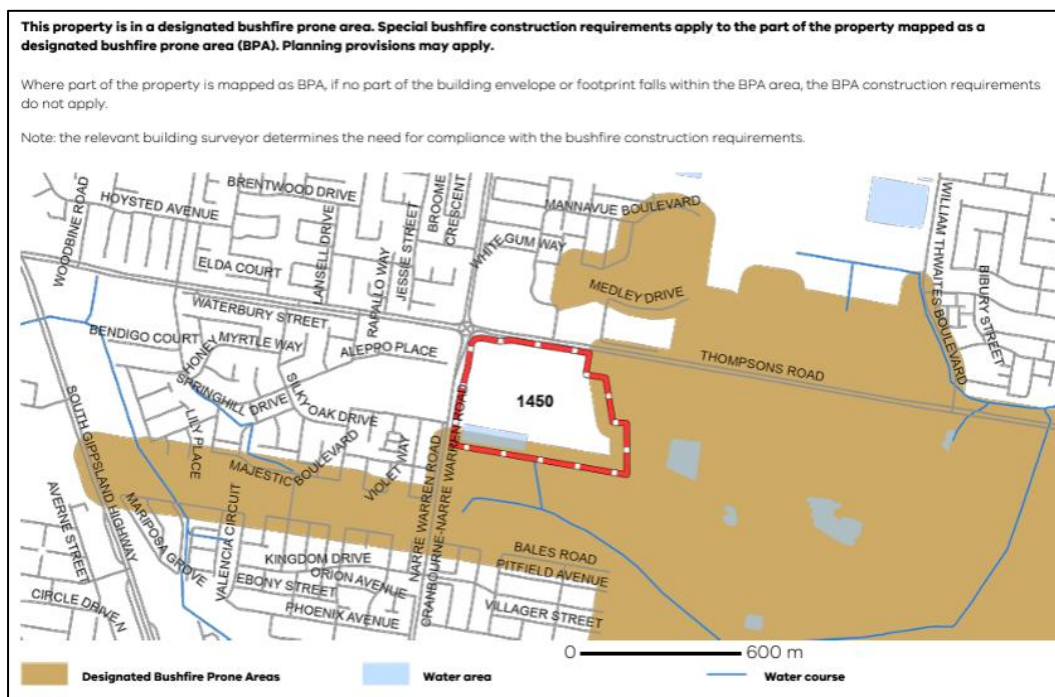 This property is in a designated bushfire prone area. Special bushfire construction requirements apply to the part of the property mapped as a
designated bushfire prone area (BPA). Planning provisions may apply.
Where part of the property is mapped as BPA, if no part of the building envelope or footprint falls within the BPA area, the BPA construction requirements
do not apply.
Note: the relevant building surveyor determines the need for compliance with the bushfire construction requirements.
WOODBINE ROAD
HOYSTED AVENUE
BRENTWOOD DRIVE
LANSELL DRIVE
ELDA COURT
RAPALLO WAY
JESSIE STREET
BROOME
CRESCENT
WHITE GUM WAY
MANNAVUE BOULEVARD
MEDLEY DRIVE
WILLIAM THWAITES BOULEVARD
BIBURY STREET
WATERBURY STREET
BENDIGO COURT
HONEY MYRTLE WAY
ALEPPO PLACE
THOMPSONS ROAD
SPRINGHILL DRIVE
SILKY OAK DRIVE
1450
LILY PLACE
MAJESTIC BOULEVARD
VIOLET WAY
NARRE WARREN ROAD
CRANBOURNE-NARRE WARREN ROAD
SOUTH GIPPSLAND HIGHWAY
AVERNE STREET
MARIPOSA GROVE
VALENCIA CIRCUIT
KINGDOM DRIVE
ORION AVENUE
EBONY STREET
PHOENIX AVENUE
BALES ROAD
PITFIELD AVENUE
VILLAGER STREET
CIRCLE DRIVE N
0 600 m
Designated Bushfire Prone Areas
Water area
Water course